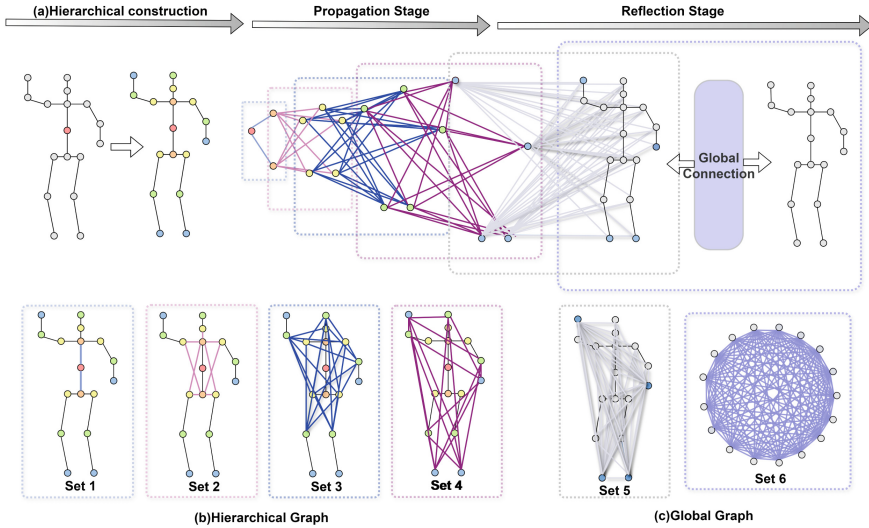 (a)Hierarchical construction
Propagation Stage
Reflection Stage
Global
Connection
Set 1
Set 2
Set 3
Set 4
Set 5
Set 6
(b)Hierarchical Graph
(c)Global Graph